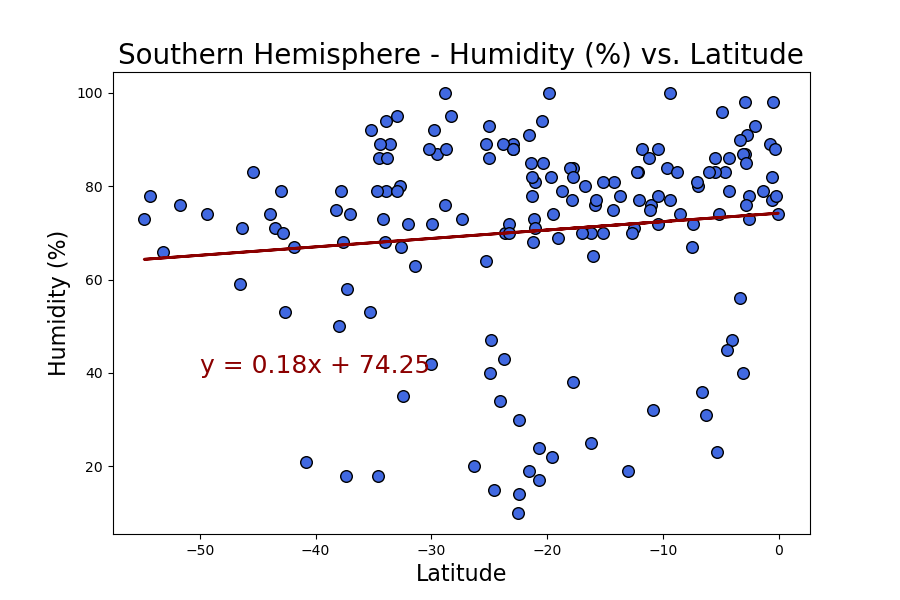 Southern Hemisphere - Humidity (%) vs. Latitude
Humidity (%)
100
80
60
40
20
y = 0.18x + 74.25
−50
−40
−30
−20
−10
0
Latitude